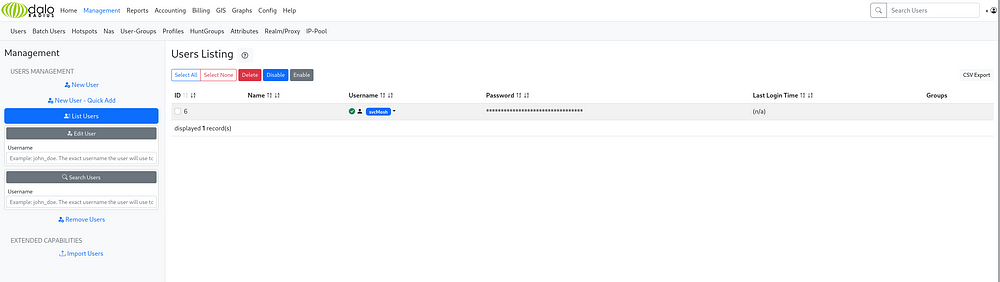 dalo
RADIUS
Home Management Reports Accounting Billing GIS Graphs Config Help
Search Users
Users Batch Users Hotspots Nas User-Groups Profiles HuntGroups Attributes Realm/Proxy IP-Pool
Management
USERS MANAGEMENT
New User
New User - Quick Add
List Users
Edit User
Username
Example: john_doe. The exact username the user will use tc
Search Users
Username
Example: john_doe. The exact username the user will use tc
Remove Users
EXTENDED CAPABILITIES
Import Users
Users Listing
Select All Select None Delete Disable Enable CSV Export
ID Name Username Password Last Login Time Groups
6 svcMosh ********************************* (n/a)
displayed 1 record(s)